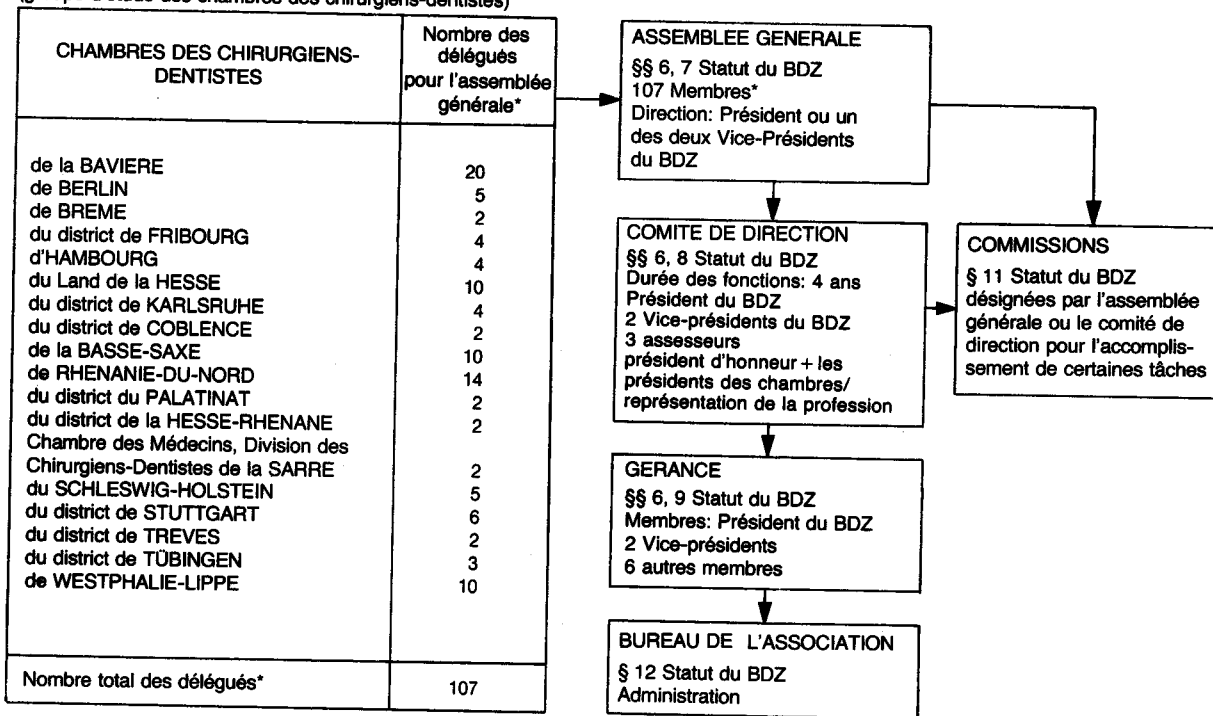 CHAMBRES DES CHIRURGIENS-
DENTISTES
Nombre des
délégués
pour l'assemblée
générale*
de la BAVIERE 20
de BERLIN 5
de BREME 2
du district de FRIBOURG 4
d'HAMBOURG 4
du Land de la HESSE 10
du district de KARLSRUHE 4
du district de COBLENCE 2
de la BASSE-SAXE 10
de RHENANIE-DU-NORD 14
du district du PALATINAT 2
du district de la HESSE-RHENANE 2
Chambre des Médecins, Division des
Chirurgiens-Dentistes de la SARRE 2
du SCHLESWIG-HOLSTEIN 5
du district de STUTTGART 6
du district de TREVES 2
du district de TÜBINGEN 3
de WESTPHALIE-LIPPE 10
Nombre total des délégués* 107
ASSEMBLEE GENERALE
§§ 6, 7 Statut du BDZ
107 Membres*
Direction: Président ou un
des deux Vice-Présidents
du BDZ
COMITE DE DIRECTION
§§ 6, 8 Statut du BDZ
Durée des fonctions: 4 ans
Président du BDZ
2 Vice-présidents du BDZ
3 assesseurs
président d'honneur + les
présidents des chambres/
représentation de la profession
COMMISSIONS
§ 11 Statut du BDZ
désignées par l'assemblée
générale ou le comité de
direction pour l'accomplis-
sement de certaines tâches
GERANCE
§§ 6, 9 Statut du BDZ
Membres: Président du BDZ
2 Vice-présidents
6 autres membres
BUREAU DE L'ASSOCIATION
§ 12 Statut du BDZ
Administration